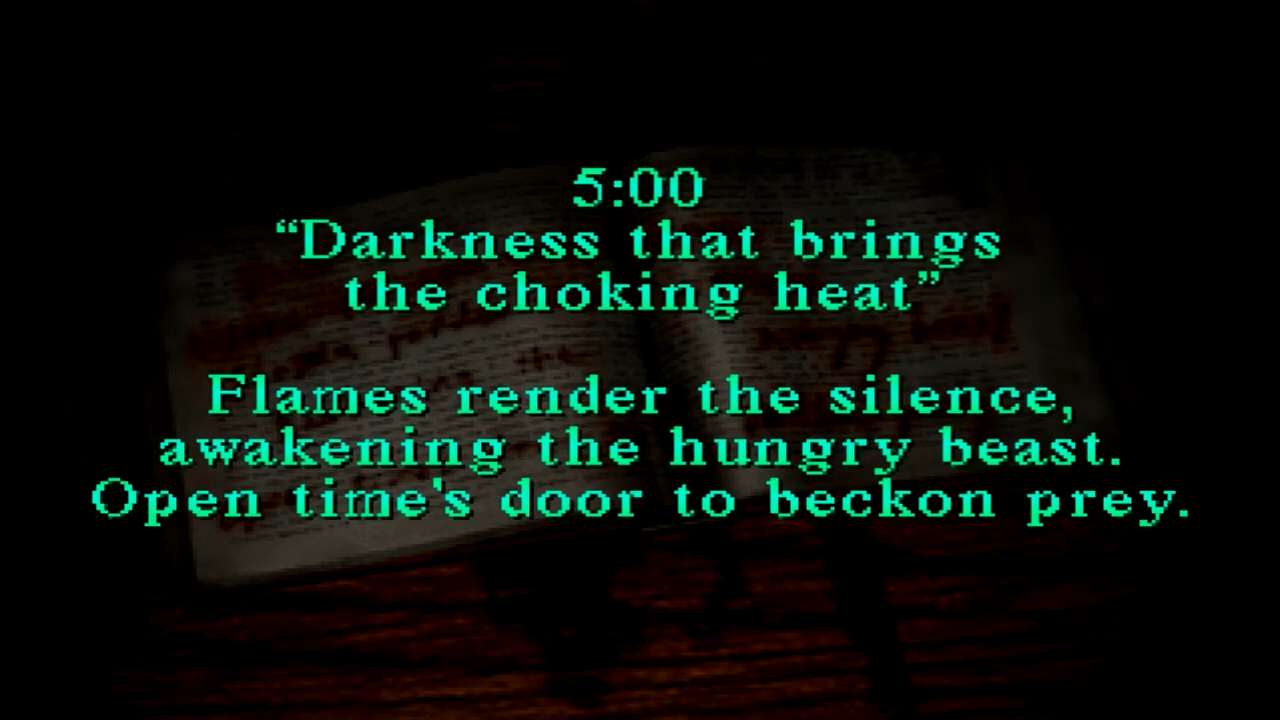 5:00
“Darkness that brings
the choking heat”
Flames render the silence,
awakening the hungry beast.
Open time's door to beckon prey.